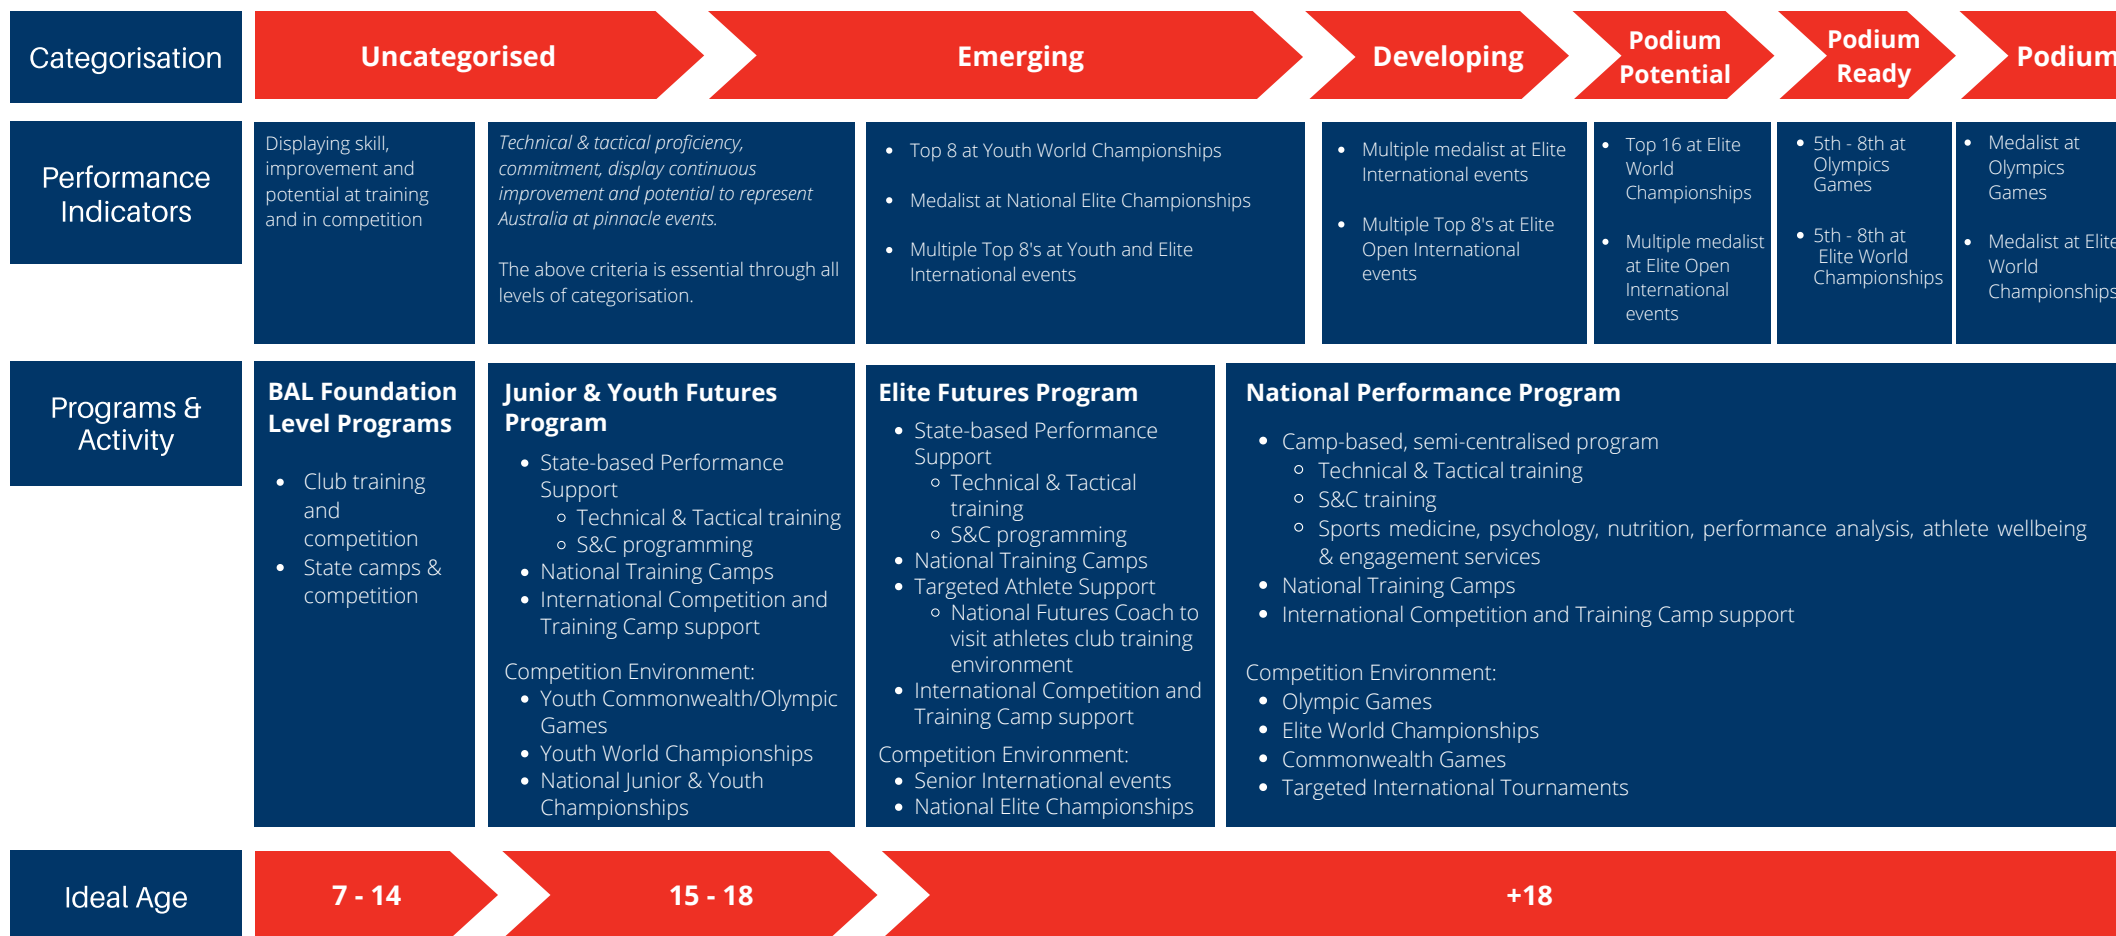 Categorisation
Uncategorised
Emerging
Developing
Podium
Potential
Podium
Ready
Podium
Performance
Indicators
Displaying skill,
improvement and
potential at training
and in competition
Technical & tactical proficiency,
commitment, display continuous
improvement and potential to represent
Australia at pinnacle events.
The above criteria is essential through all
levels of categorisation.
• Top 8 at Youth World Championships
• Medalist at National Elite Championships
• Multiple Top 8's at Youth and Elite
International events
• Multiple medalist at Elite
International events
• Multiple Top 8's at Elite
Open International
events
• Top 16 at Elite
World
Championships
• Multiple medalist
at Elite Open
International
events
• 5th - 8th at
Olympics
Games
• 5th - 8th at
Elite World
Championships
• Medalist at
Olympics
Games
• Medalist at Elite
World
Championships
Programs &
Activity
BAL Foundation
Level Programs
• Club training
and
competition
• State camps &
competition
Junior & Youth Futures
Program
• State-based Performance
Support
◦ Technical & Tactical training
◦ S&C programming
• National Training Camps
• International Competition and
Training Camp support
Competition Environment:
• Youth Commonwealth/Olympic
Games
• Youth World Championships
• National Junior & Youth
Championships
Elite Futures Program
• State-based Performance
Support
◦ Technical & Tactical
training
◦ S&C programming
• National Training Camps
• Targeted Athlete Support
◦ National Futures Coach to
visit athletes club training
environment
• International Competition and
Training Camp support
Competition Environment:
• Senior International events
• National Elite Championships
National Performance Program
• Camp-based, semi-centralised program
◦ Technical & Tactical training
◦ S&C training
◦ Sports medicine, psychology, nutrition, performance analysis, athlete wellbeing
& engagement services
• National Training Camps
• International Competition and Training Camp support
Competition Environment:
• Olympic Games
• Elite World Championships
• Commonwealth Games
• Targeted International Tournaments
Ideal Age
7 - 14
15 - 18
+18